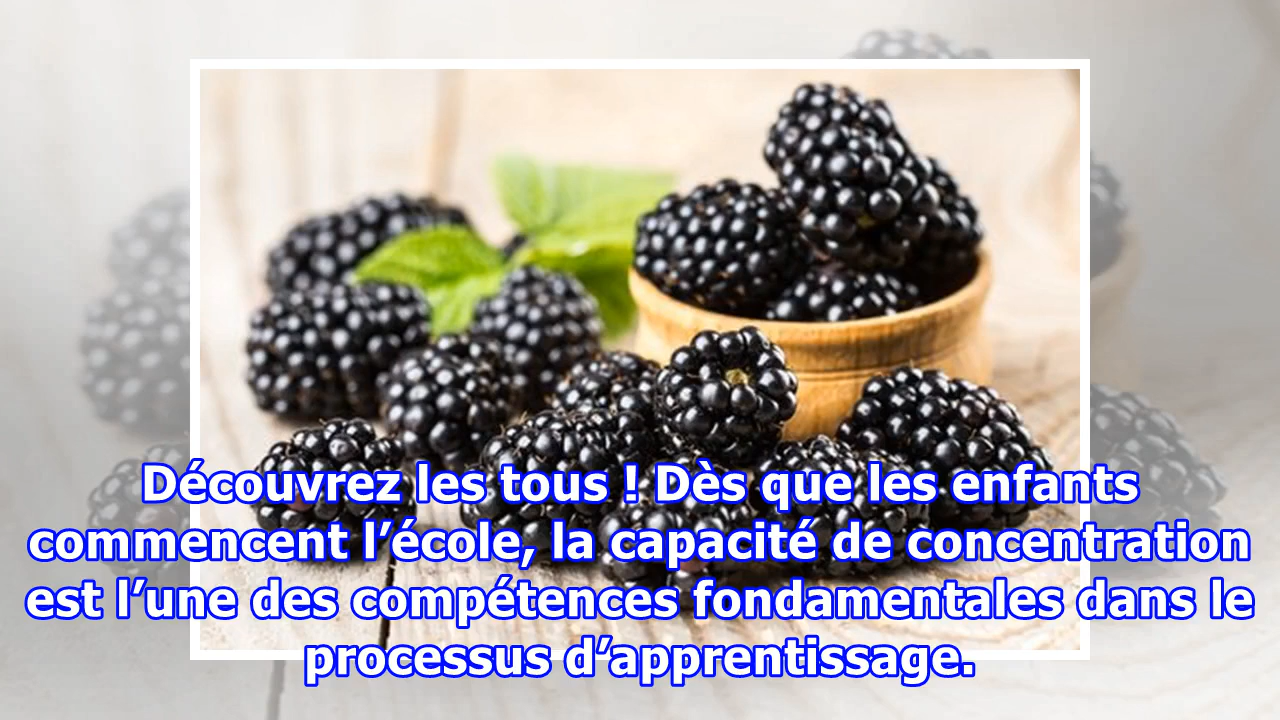 Découvrez les tous ! Dès que les enfants
commencent l’école, la capacité de concentration
est l’une des compétences fondamentales dans le
processus d’apprentissage.